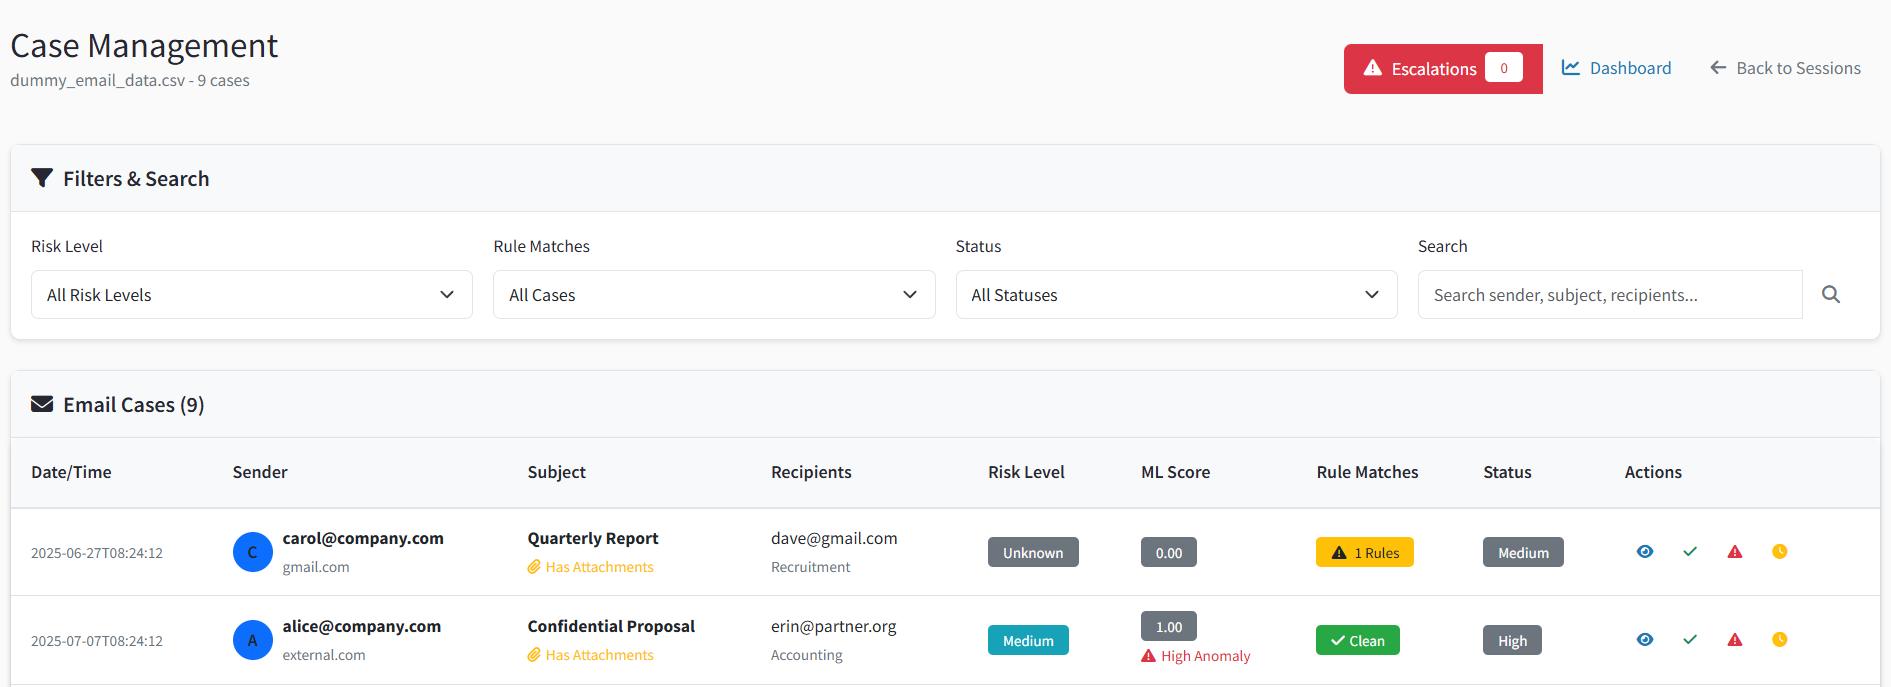 Case Management
dummy_email_data.csv - 9 cases
Escalations 0 Dashboard Back to Sessions
Filters & Search
Risk Level Rule Matches Status Search
All Risk Levels All Cases All Statuses Search sender, subject, recipients...
Email Cases (9)
Date/Time Sender Subject Recipients Risk Level ML Score Rule Matches Status Actions
2025-06-27T08:24:12 C carol@company.com Quarterly Report dave@gmail.com Unknown 0.00 1 Rules Medium
gmail.com Has Attachments Recruitment
2025-07-07T08:24:12 A alice@company.com Confidential Proposal erin@partner.org Medium 1.00 Clean High
external.com Has Attachments Accounting High Anomaly